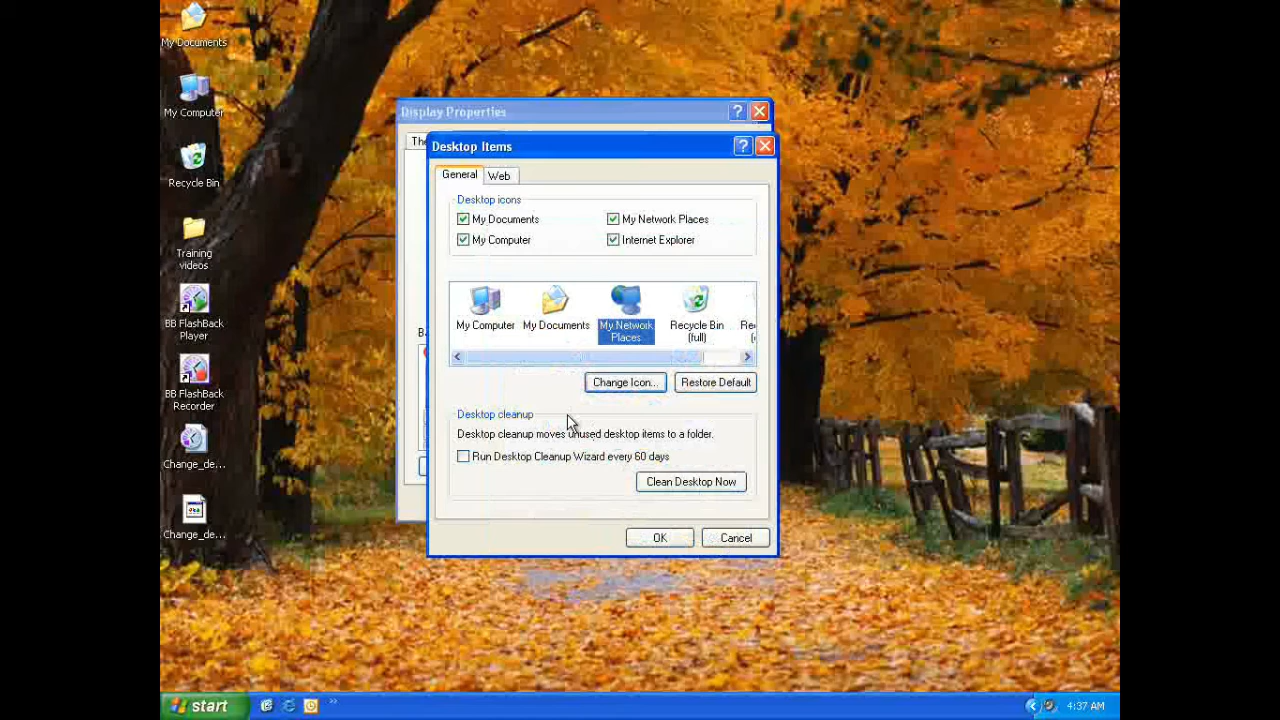 My Documents
My Computer
Recycle Bin
Training
videos
BB FlashBack
Player
BB FlashBack
Recorder
Change_de...
Change_de...
Display Properties
The
Desktop Items
General
Web
Desktop icons
My Documents
My Network Places
My Computer
Internet Explorer
My Computer
My Documents
My Network
Places
Recycle Bin
(full)
Change Icon...
Restore Default
Desktop cleanup
Desktop cleanup moves unused desktop items to a folder.
Run Desktop Cleanup Wizard every 60 days
Clean Desktop Now
OK
Cancel
start
4:37 AM